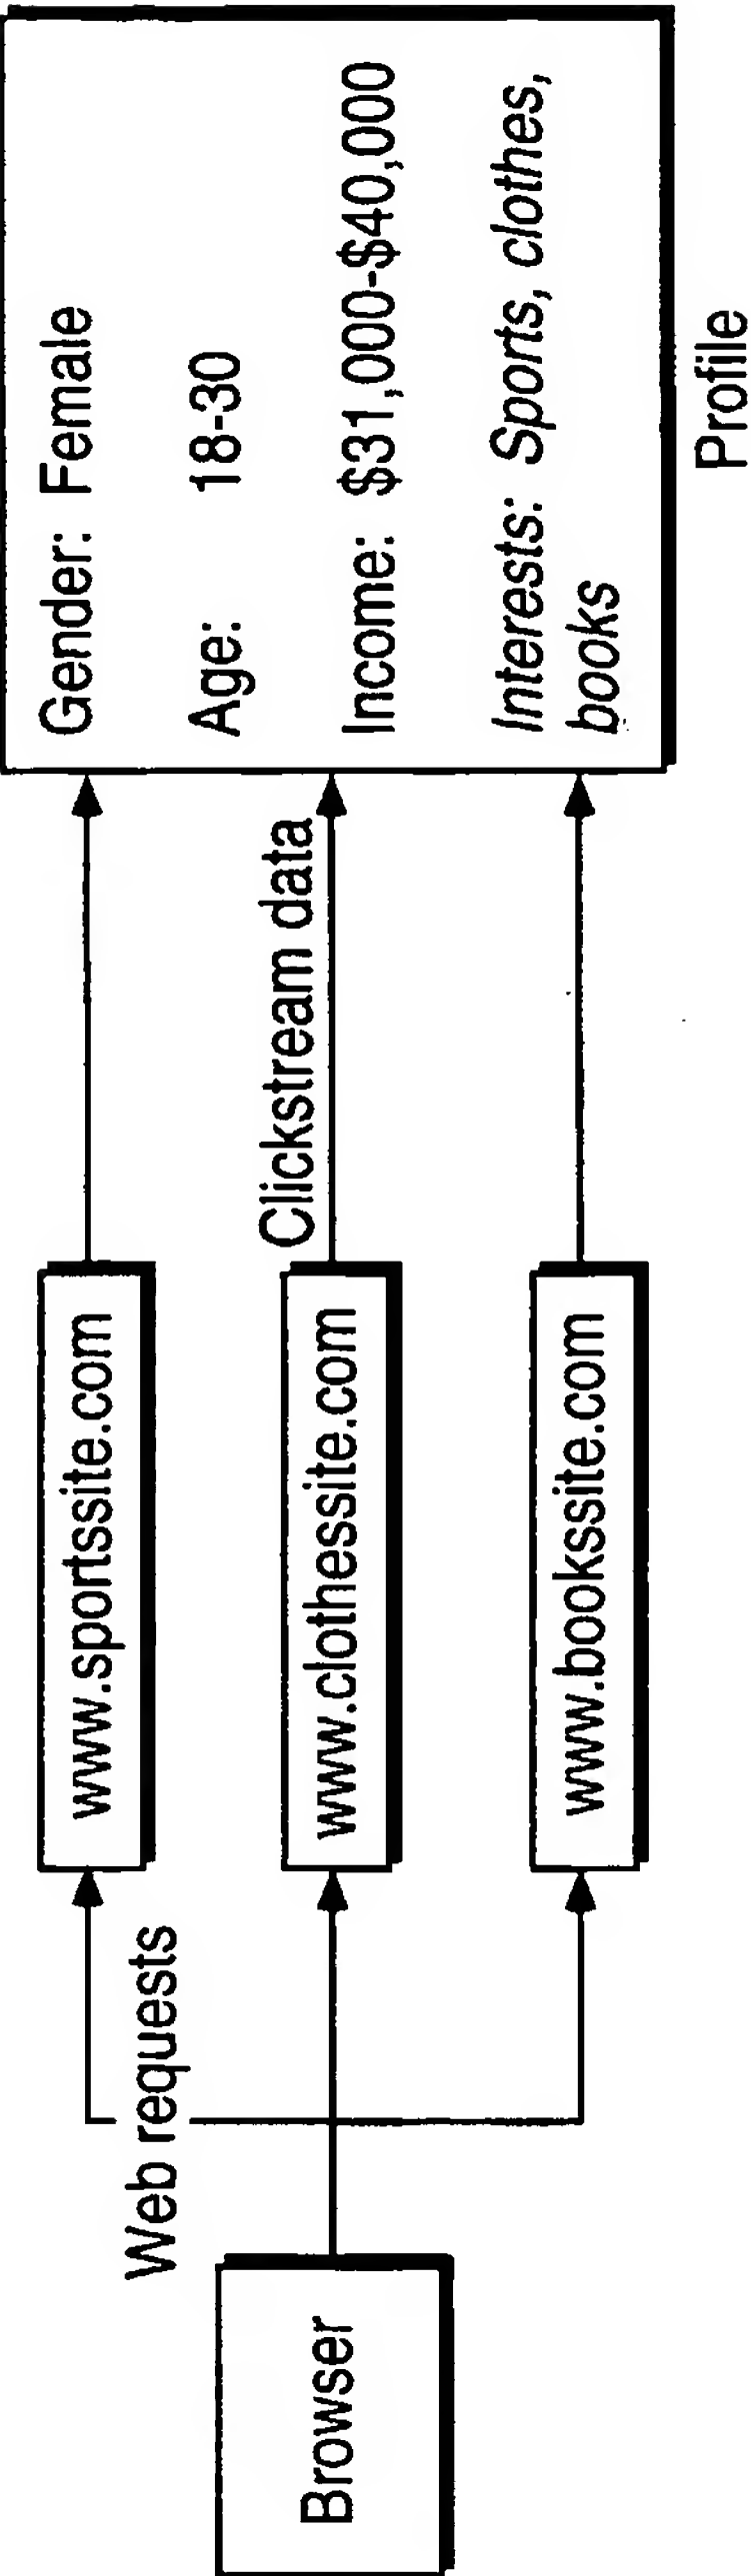 Browser
Web requests
www.sportssite.com
www.clothessite.com
www.bookssite.com
Clickstream data
Gender: Female
Age: 18-30
Income: $31,000-$40,000
Interests: Sports, clothes,
books
Profile